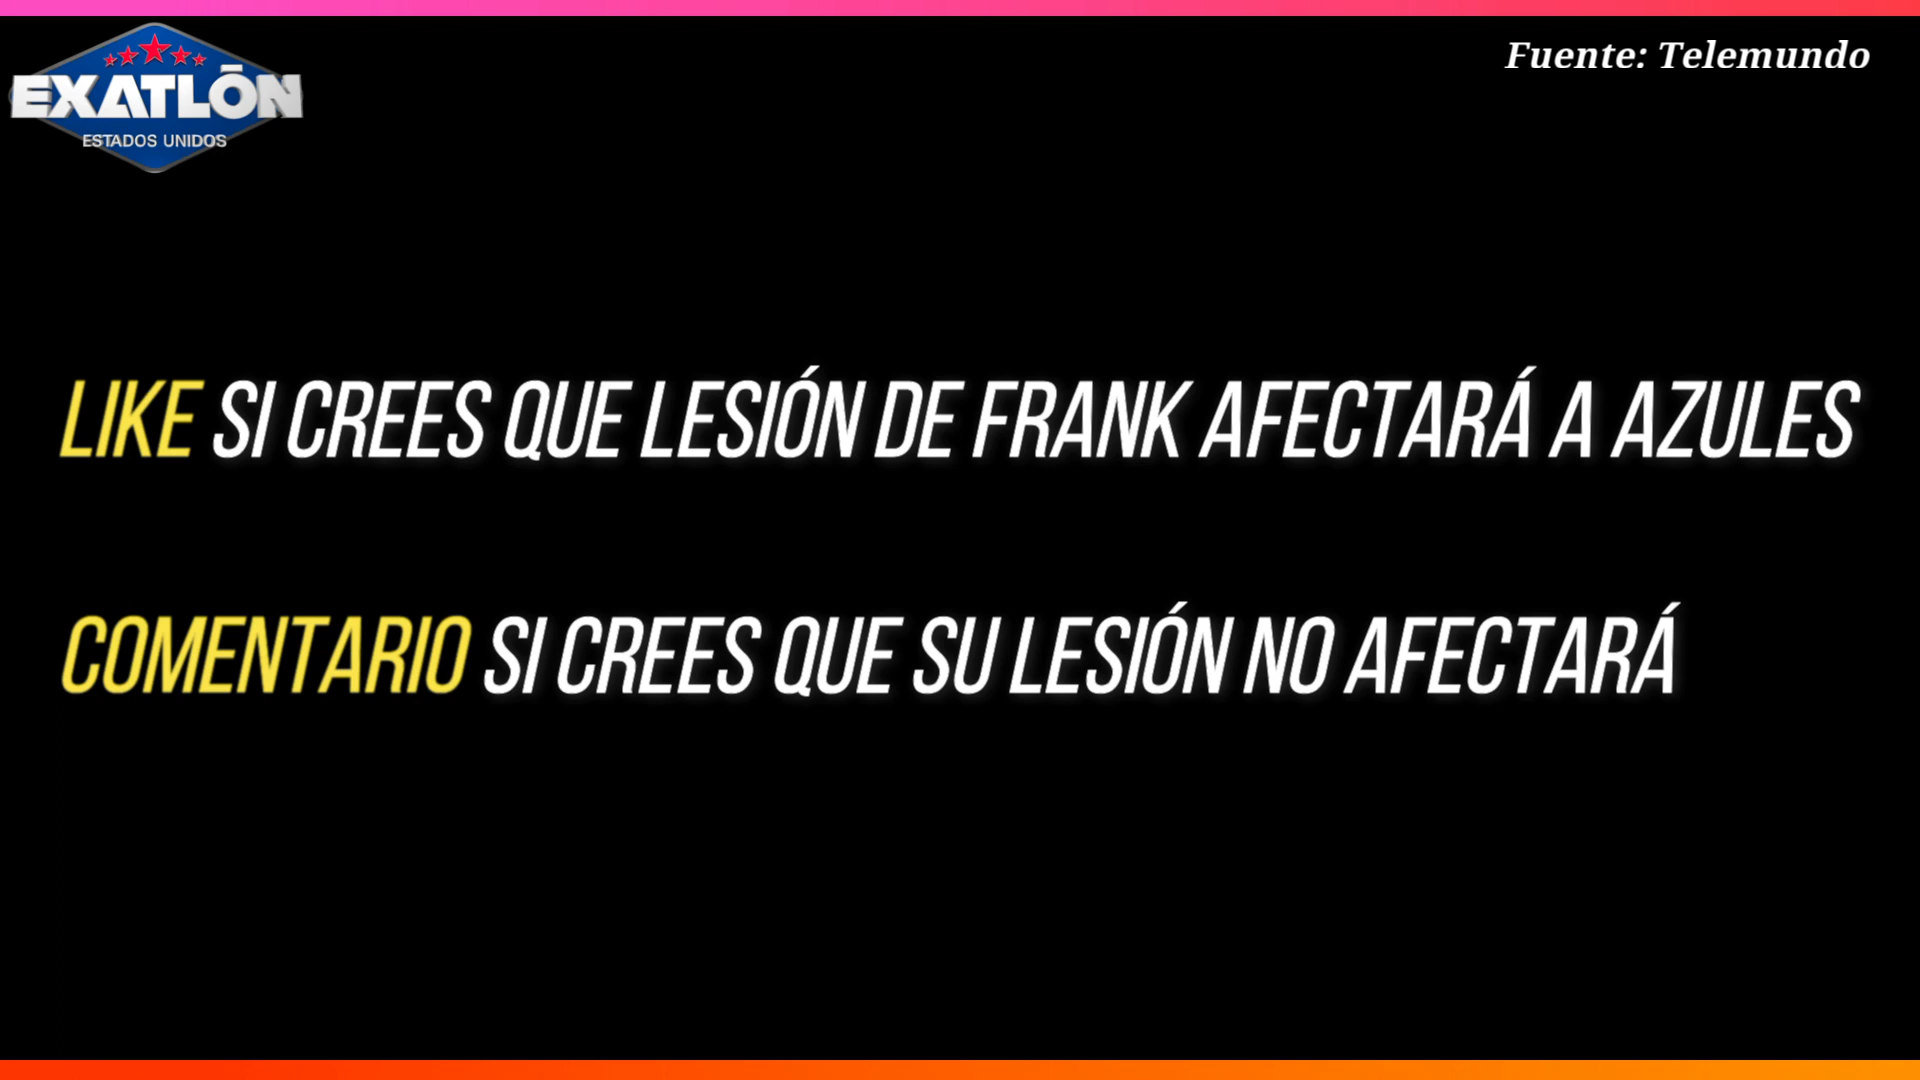 EXATLŌN
ESTADOS UNIDOS
Fuente: Telemundo
LIKE SI CREES QUE LESIÓN DE FRANK AFECTARÁ A AZULES
COMENTARIO SI CREES QUE SU LESIÓN NO AFECTARÁ